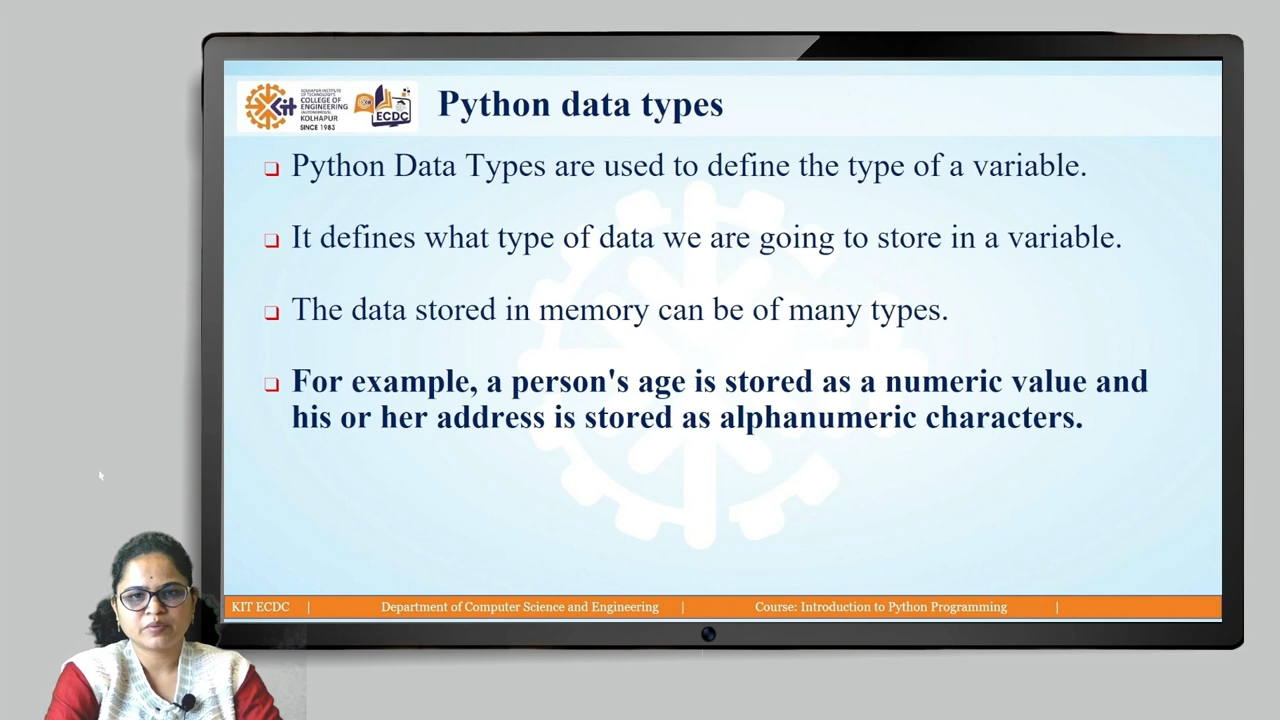 KOLHAPUR INSTITUTE
OF TECHNOLOGY'S
COLLEGE OF
ENGINEERING
(AUTONOMOUS)
KOLHAPUR
SINCE 1983
Kit
ECDC
Python data types
Python Data Types are used to define the type of a variable.
It defines what type of data we are going to store in a variable.
The data stored in memory can be of many types.
For example, a person's age is stored as a numeric value and
his or her address is stored as alphanumeric characters.
KIT ECDC | Department of Computer Science and Engineering | Course: Introduction to Python Programming |